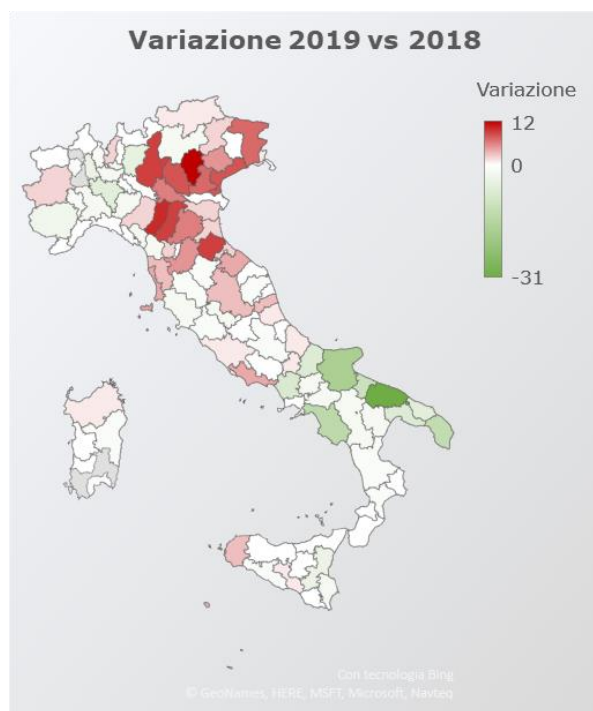 Variazione 2019 vs 2018
Variazione
12
0
-31
Con tecnologia Bing
© GeoNames, HERE, MSFT, Microsoft, Navteq